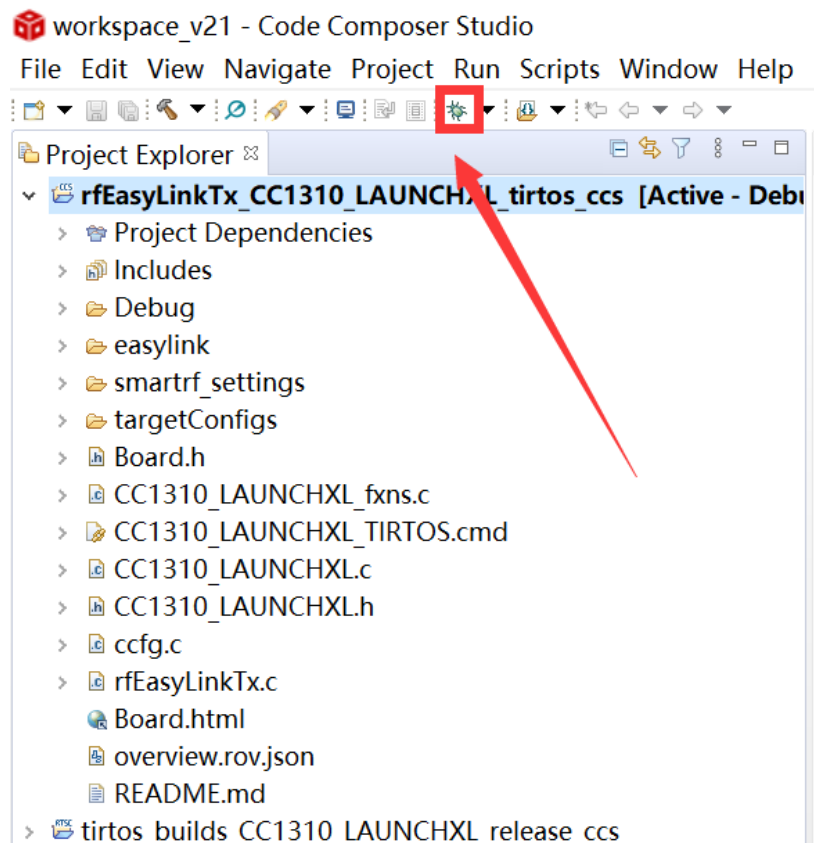 workspace_v21 - Code Composer Studio
File Edit View Navigate Project Run Scripts Window Help
Project Explorer
rfEasyLinkTx_CC1310_LAUNCHXL_tirtos_ccs [Active - Debu
Project Dependencies
Includes
Debug
easylink
smartrf_settings
targetConfigs
Board.h
CC1310_LAUNCHXL_fxns.c
CC1310_LAUNCHXL_TIRTOS.cmd
CC1310_LAUNCHXL.c
CC1310_LAUNCHXL.h
ccfg.c
rfEasyLinkTx.c
Board.html
overview.rov.json
README.md
tirtos_builds_CC1310_LAUNCHXL_release_ccs